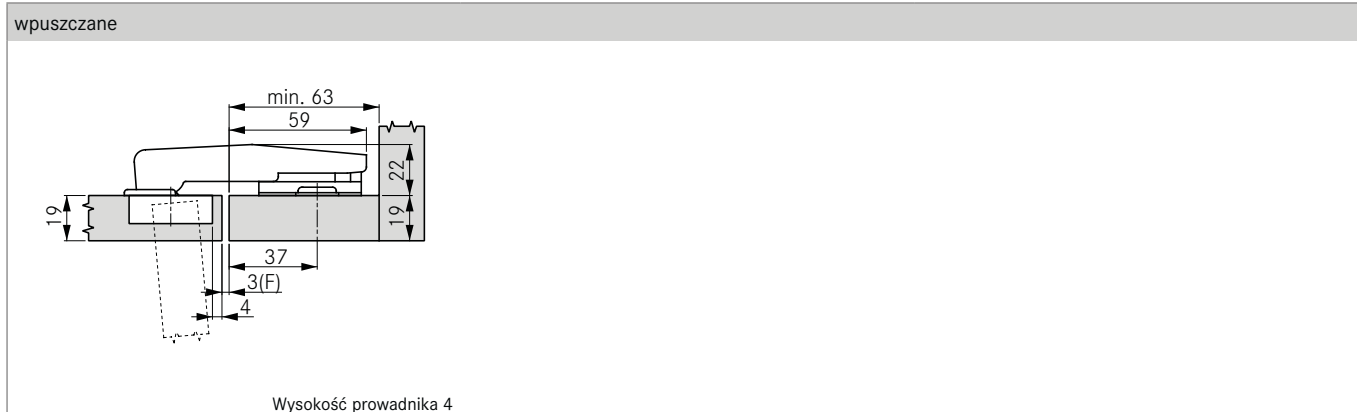 wpuszczane
min. 63
59
22
19
19
37
3(F)
4
Wysokość prowadnika 4